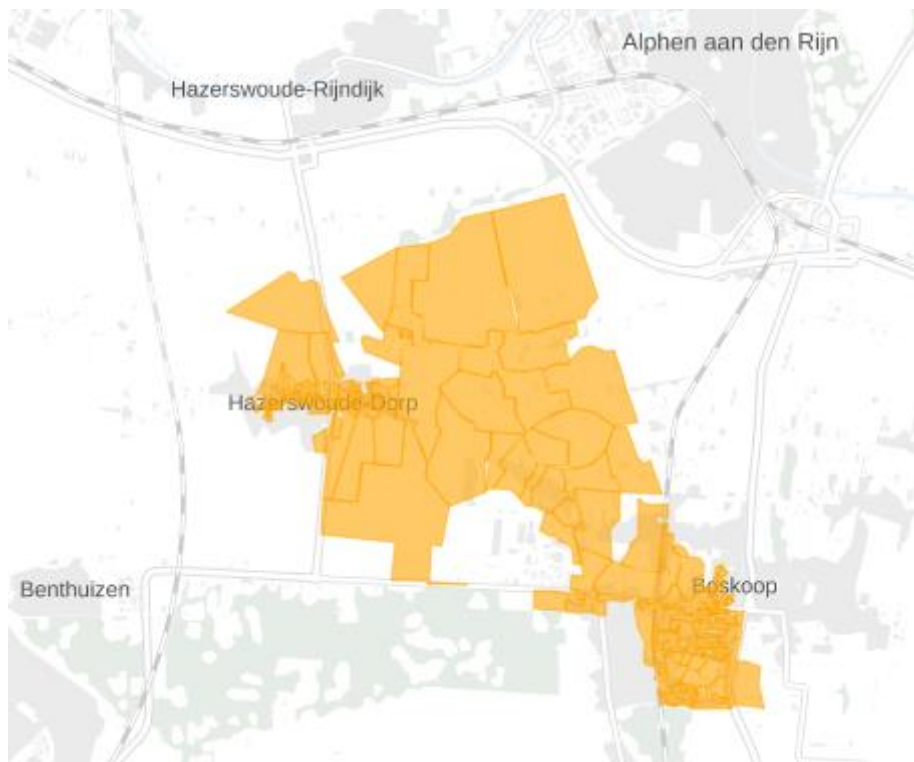 Alphen aan den Rijn
Hazerswoude-Rijndijk
Hazerswoude-Dorp
Benthuizen
Boskoop